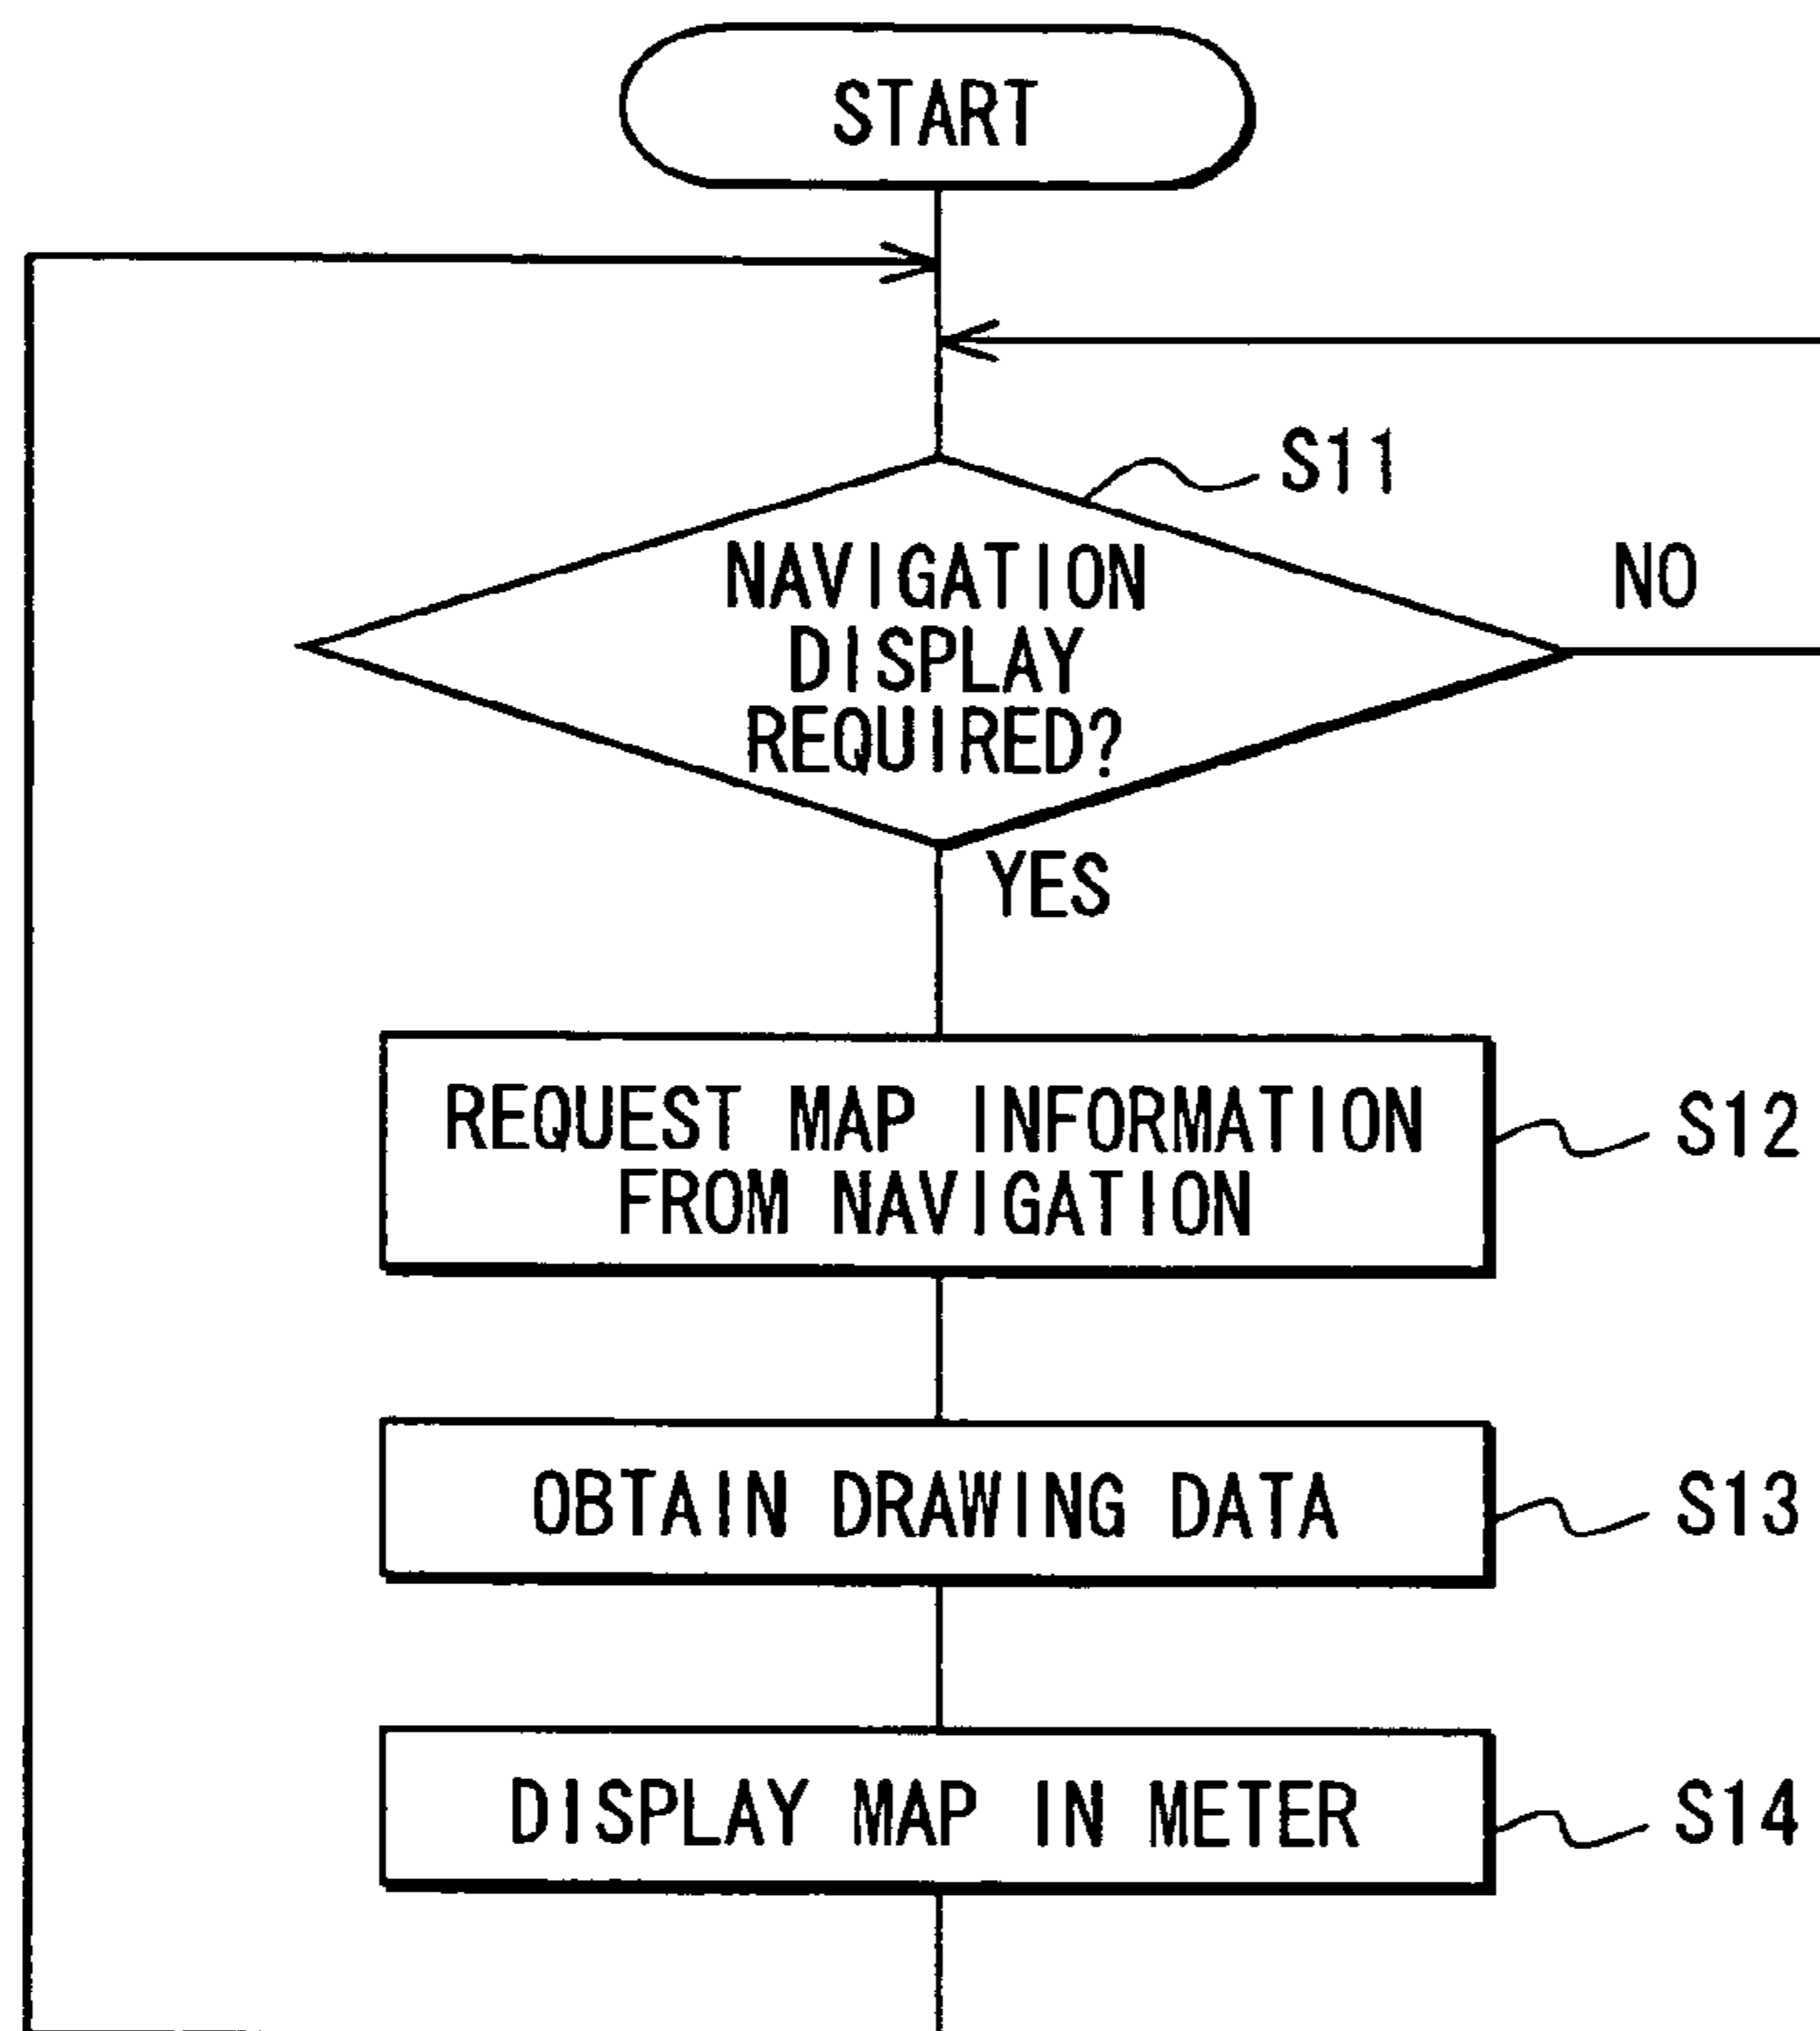 START
S11
NAVIGATION
DISPLAY
REQUIRED?
NO
YES
REQUEST MAP INFORMATION
FROM NAVIGATION
S12
OBTAIN DRAWING DATA
S13
DISPLAY MAP IN METER
S14